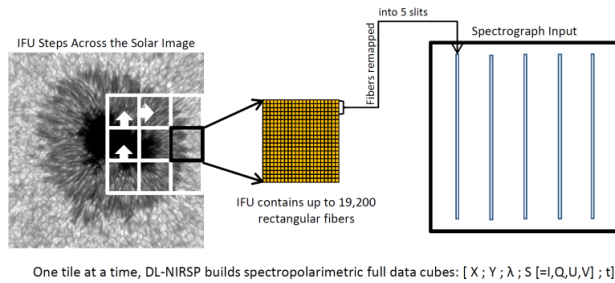 into 5 slits
IFU Steps Across the Solar Image
Spectrograph Input
Fibers remapped
IFU contains up to 19,200
rectangular fibers
One tile at a time, DL-NIRSP builds spectropolarimetric full data cubes: [ X ; Y ; λ ; S [=I,Q,U,V] ; t]